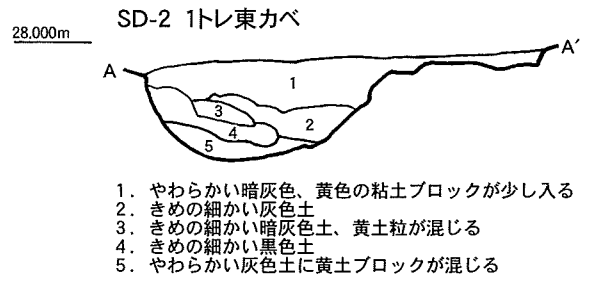 SD-2 1トレ東カベ
28,000m
A
A′
1
3
2
4
5
1．やわらかい暗灰色、黄色の粘土ブロックが少し入る
2．きめの細かい灰色土
3．きめの細かい暗灰色土、黄土粒が混じる
4．きめの細かい黒色土
5．やわらかい灰色土に黄土ブロックが混じる